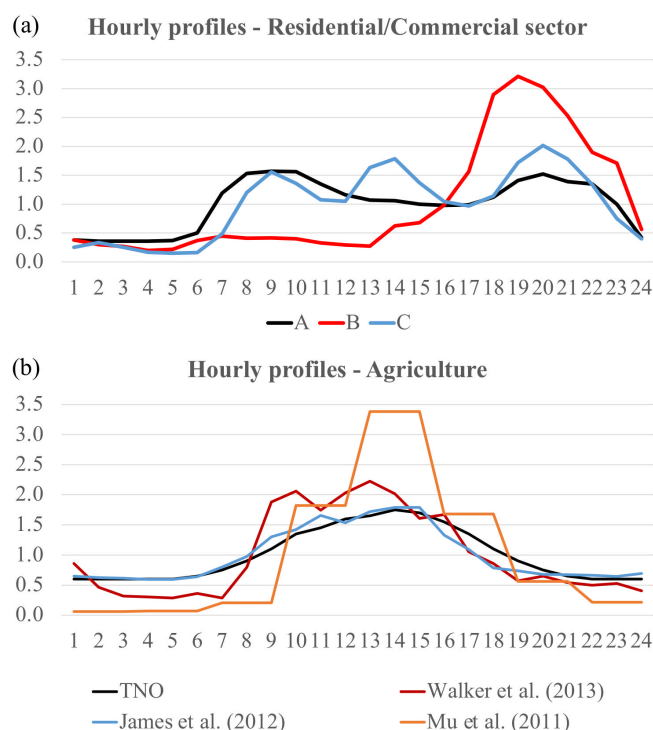 (a)
Hourly profiles - Residential/Commercial sector
3.5
3.0
2.5
2.0
1.5
1.0
0.5
0.0
1 2 3 4 5 6 7 8 9 10 11 12 13 14 15 16 17 18 19 20 21 22 23 24
A B C
(b)
Hourly profiles - Agriculture
3.5
3.0
2.5
2.0
1.5
1.0
0.5
0.0
1 2 3 4 5 6 7 8 9 10 11 12 13 14 15 16 17 18 19 20 21 22 23 24
TNO Walker et al. (2013)
James et al. (2012) Mu et al. (2011)